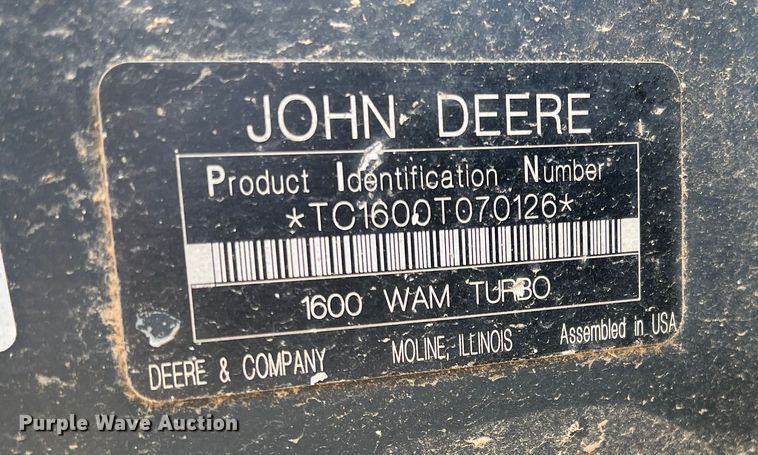 JOHN DEERE
Product Identification Number
*TC1600T070126*
1600 WAM TURBO
DEERE & COMPANY MOLINE, ILLINOIS Assembled in USA
Purple Wave Auction